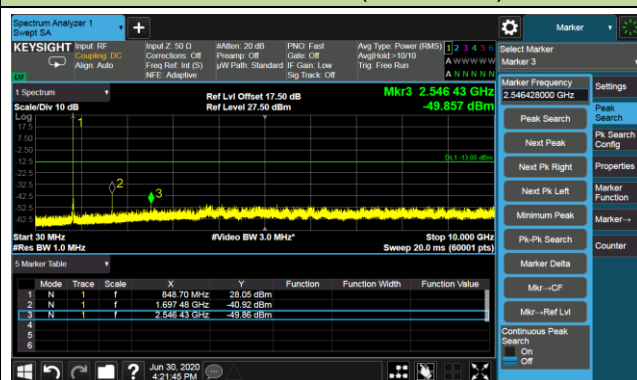 Spectrum Analyzer 1
Swept SA
+
Marker
KEYSIGHT
Input: RF
Coupling: DC
Align: Auto
Input Z: 50 Ω
Corrections: Off
Freq Ref: Int (S)
NFE: Adaptive
#Atten: 20 dB
Preamp: Off
µW Path: Standard
PNO: Fast
Gate: Off
IF Gain: Low
Sig Track: Off
Avg Type: Power (RMS)
Avg|Hold:>10/10
Trig: Free Run
1 2 3 4 5 6
A W W W W W
A N N N N N
LW
Select Marker
Marker 3
1 Spectrum
Scale/Div 10 dB
Ref Lvl Offset 17.50 dB
Ref Level 27.50 dBm
Mkr3 2.546 43 GHz
-49.857 dBm
Log
17.5
7.50
-2.50
-12.5
-22.5
-32.5
-42.5
-52.5
-62.5
1
2
3
DL1 -13.00 dBm
Start 30 MHz
#Res BW 1.0 MHz
#Video BW 3.0 MHz*
Stop 10.000 GHz
Sweep 20.0 ms (60001 pts)
5 Marker Table
Mode Trace Scale X Y Function Function Width Function Value
1 N 1 f 848.70 MHz 28.05 dBm
2 N 1 f 1.697 48 GHz -40.92 dBm
3 N 1 f 2.546 43 GHz -49.86 dBm
4
5
6
Marker Frequency
2.546428000 GHz
Peak Search
Next Peak
Next Pk Right
Next Pk Left
Minimum Peak
Pk-Pk Search
Marker Delta
Mkr→CF
Mkr→Ref Lvl
Continuous Peak
Search
On
Off
Settings
Peak
Search
Pk Search
Config
Properties
Marker
Function
Marker→
Counter
?
Jun 30, 2020
4:21:45 PM